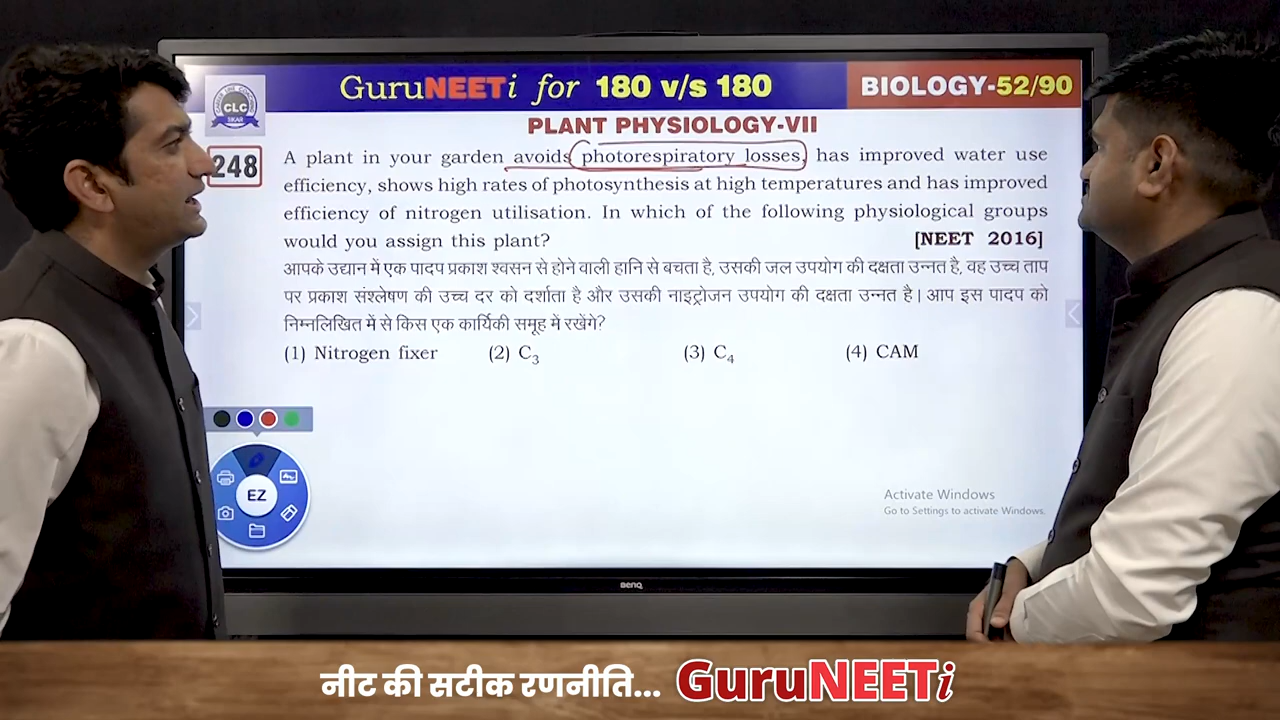 GuruNEETi for 180 v/s 180
BIOLOGY-52/90
CLC
SIKAR
PLANT PHYSIOLOGY-VII
248
A plant in your garden avoids photorespiratory losses, has improved water use
efficiency, shows high rates of photosynthesis at high temperatures and has improved
efficiency of nitrogen utilisation. In which of the following physiological groups
would you assign this plant? [NEET 2016]
आपके उद्यान में एक पादप प्रकाश श्वसन से होने वाली हानि से बचता है, उसकी जल उपयोग की दक्षता उन्नत है, वह उच्च ताप
पर प्रकाश संश्लेषण की उच्च दर को दर्शाता है और उसकी नाइट्रोजन उपयोग की दक्षता उन्नत है। आप इस पादप को
निम्नलिखित में से किस एक कार्यिकी समूह में रखेंगे?
(1) Nitrogen fixer (2) C₃ (3) C₄ (4) CAM
EZ
Activate Windows
Go to Settings to activate Windows.
BenQ
नीट की सटीक रणनीति... GuruNEETi